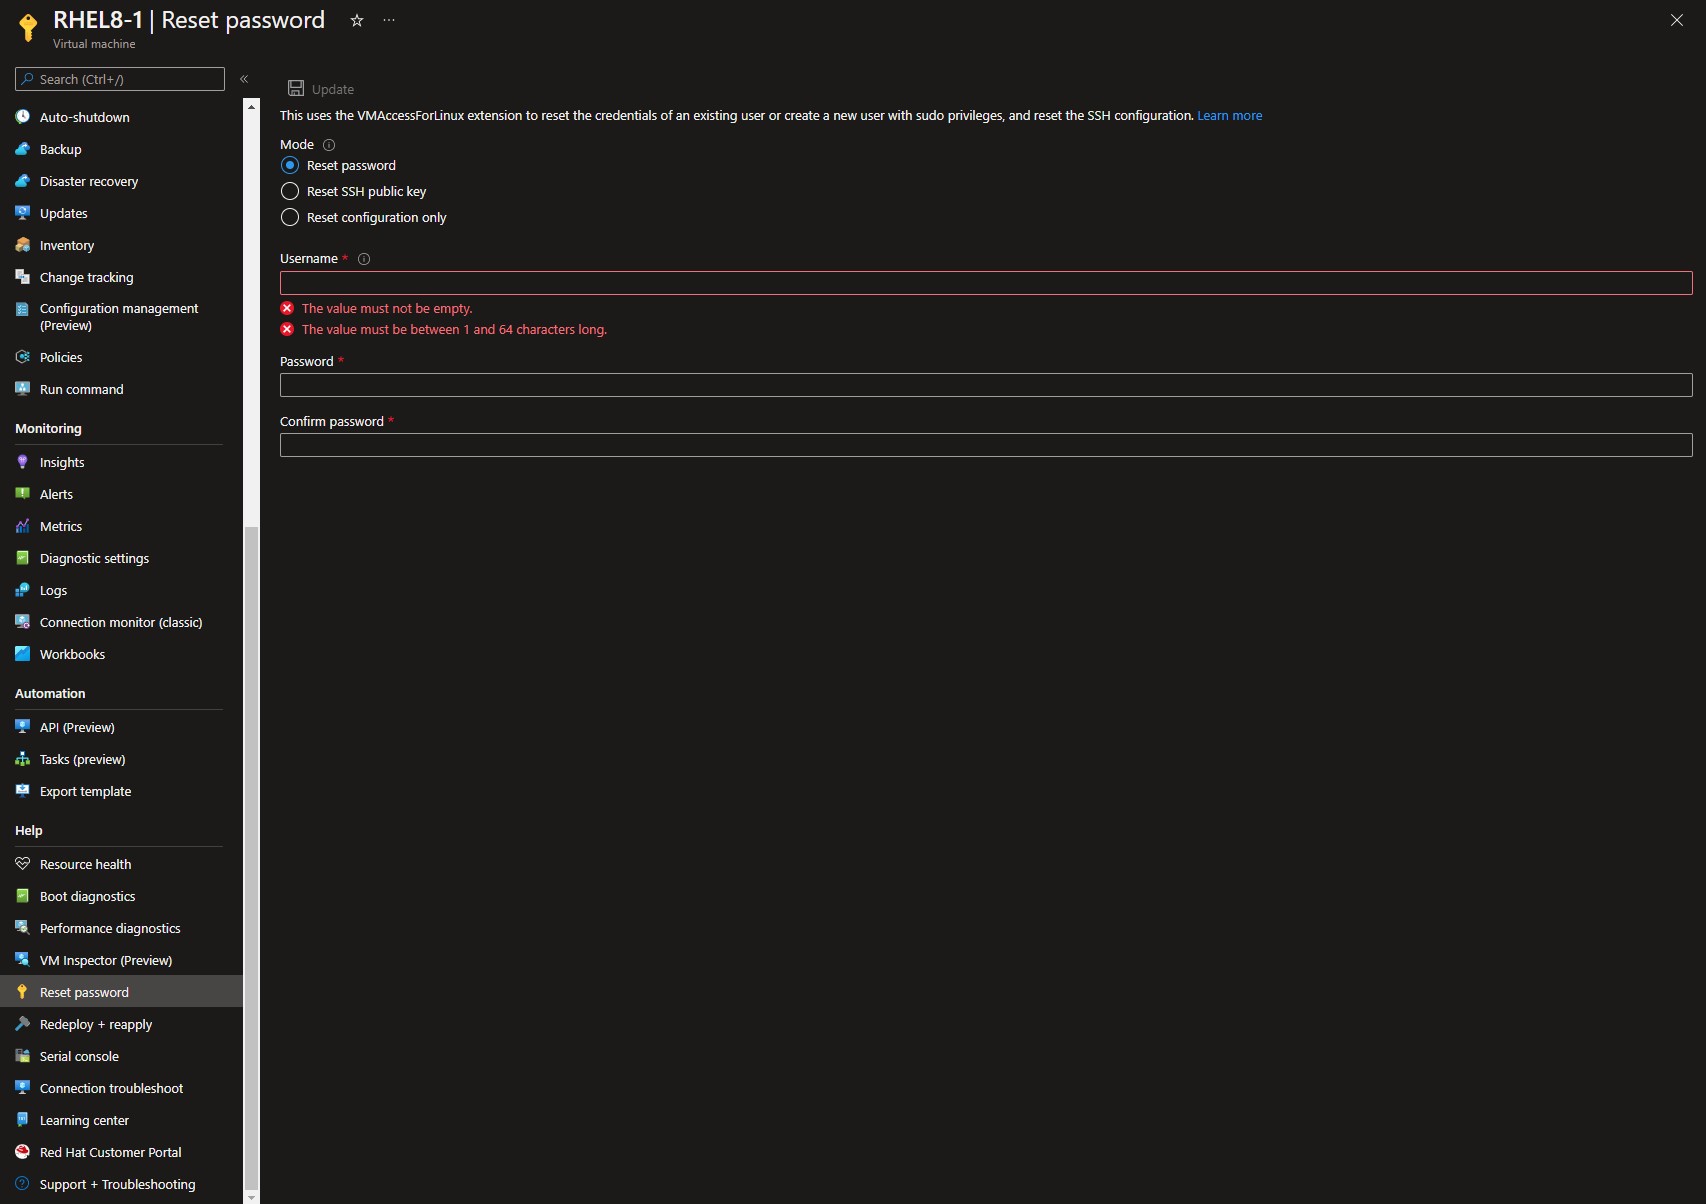 RHEL8-1 | Reset password
Virtual machine
Search (Ctrl+/)
Auto-shutdown
Backup
Disaster recovery
Updates
Inventory
Change tracking
Configuration management
(Preview)
Policies
Run command
Monitoring
Insights
Alerts
Metrics
Diagnostic settings
Logs
Connection monitor (classic)
Workbooks
Automation
API (Preview)
Tasks (preview)
Export template
Help
Resource health
Boot diagnostics
Performance diagnostics
VM Inspector (Preview)
Reset password
Redeploy + reapply
Serial console
Connection troubleshoot
Learning center
Red Hat Customer Portal
Support + Troubleshooting
Update
This uses the VMAccessForLinux extension to reset the credentials of an existing user or create a new user with sudo privileges, and reset the SSH configuration. Learn more
Mode
Reset password
Reset SSH public key
Reset configuration only
Username *
The value must not be empty.
The value must be between 1 and 64 characters long.
Password *
Confirm password *